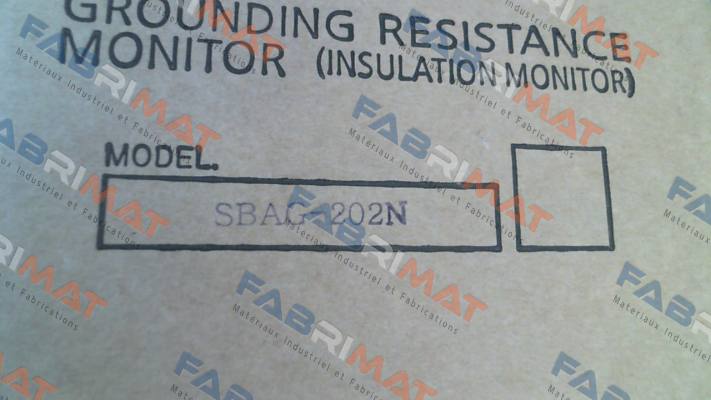 GROUNDING RESISTANCE
MONITOR (INSULATION MONITOR)
MODEL.
SBAG-202N
FABRIMAT
Matériaux Industriel et Fabrications